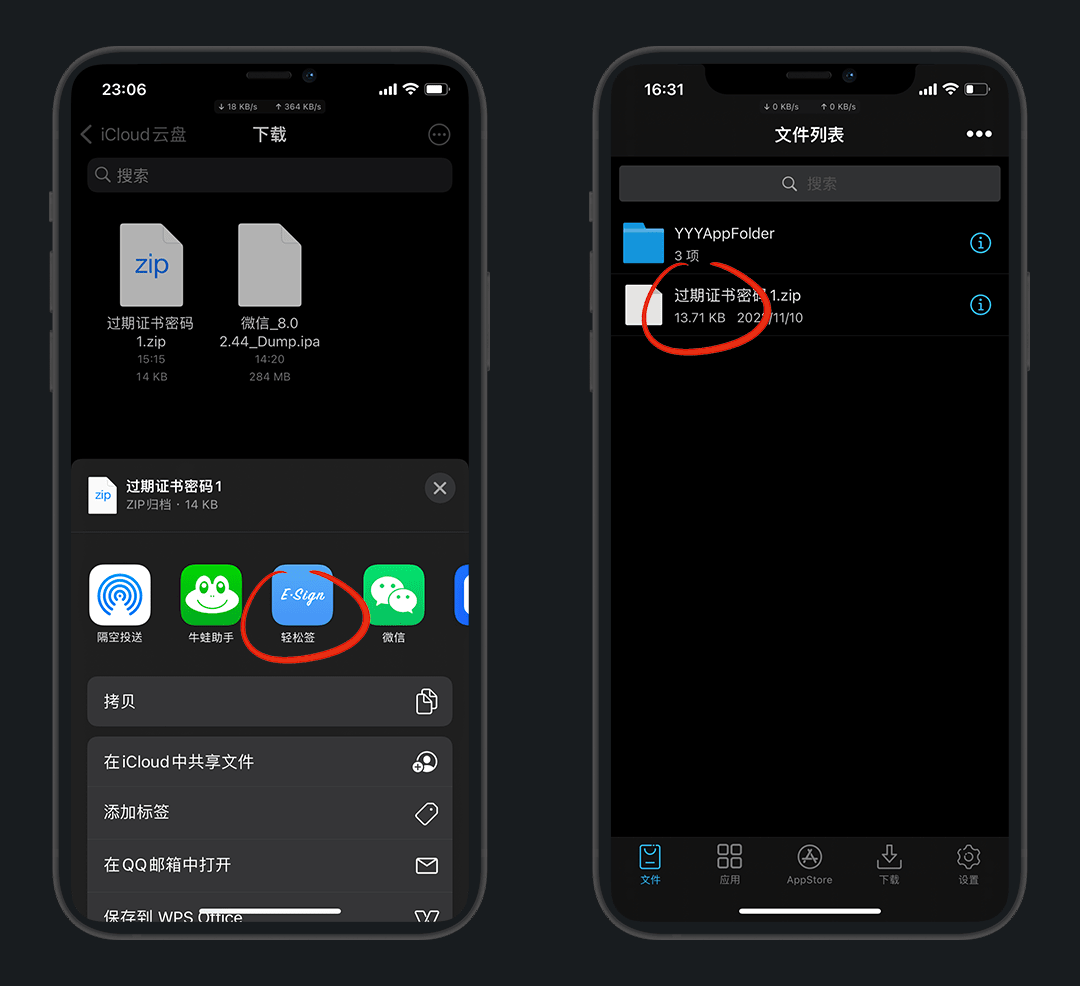 23:06
↓ 18 KB/s ↑ 364 KB/s
iCloud云盘
下载
搜索
zip
过期证书密码
1.zip
15:15
14 KB
微信_8.0
2.44_Dump.ipa
14:20
284 MB
zip
过期证书密码1
ZIP归档 · 14 KB
隔空投送
牛蛙助手
E·Sign
轻松签
微信
拷贝
在iCloud中共享文件
添加标签
在QQ邮箱中打开
保存到 WPS Office
16:31
↓ 0 KB/s ↑ 0 KB/s
文件列表
搜索
YYYAppFolder
3 项
过期证书密码1.zip
13.71 KB 2022/11/10
文件
应用
AppStore
下载
设置